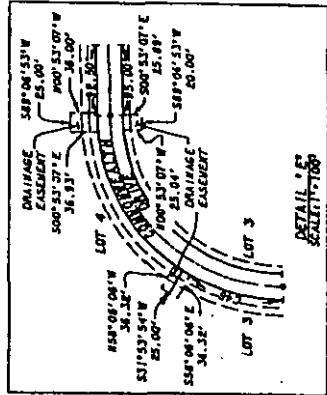 S88°06'53"W
25.00'
N00°53'07"W
36.00'
DRAINAGE
EASEMENT
S00°53'07"E
36.93'
12.50
LOT 4
15.00'
S00°53'07"E
15.89'
S88°06'53"W
20.00'
N00°53'07"W
25.04'
DRAINAGE
EASEMENT
N58°06'06"W
36.32'
S31°53'54"W
25.00'
S58°06'06"E
36.32'
LOT 3
LOT 3
DETAIL "E"
SCALE:1"=100'